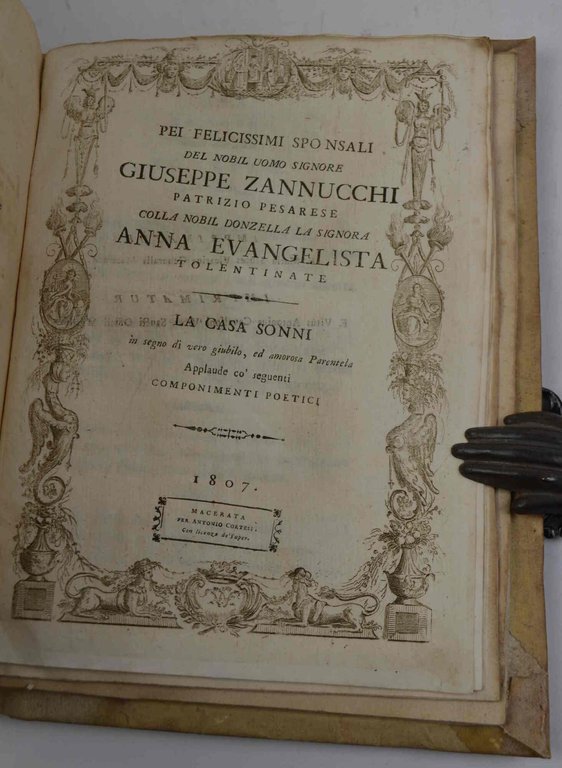 PEI FELICISSIMI SPONSALI
DEL NOBIL UOMO SIGNORE
GIUSEPPE ZANNUCCHI
PATRIZIO PESARESE
COLLA NOBIL DONZELLA LA SIGNORA
ANNA EVANGELISTA
TOLENTINATE
LA CASA SONNI
in segno di vero giubilo, ed amorosa Parentela
Applaude co' seguenti
COMPONIMENTI POETICI
1807.
MACERATA
PER ANTONIO CORTESI.
Con licenza de' Super.